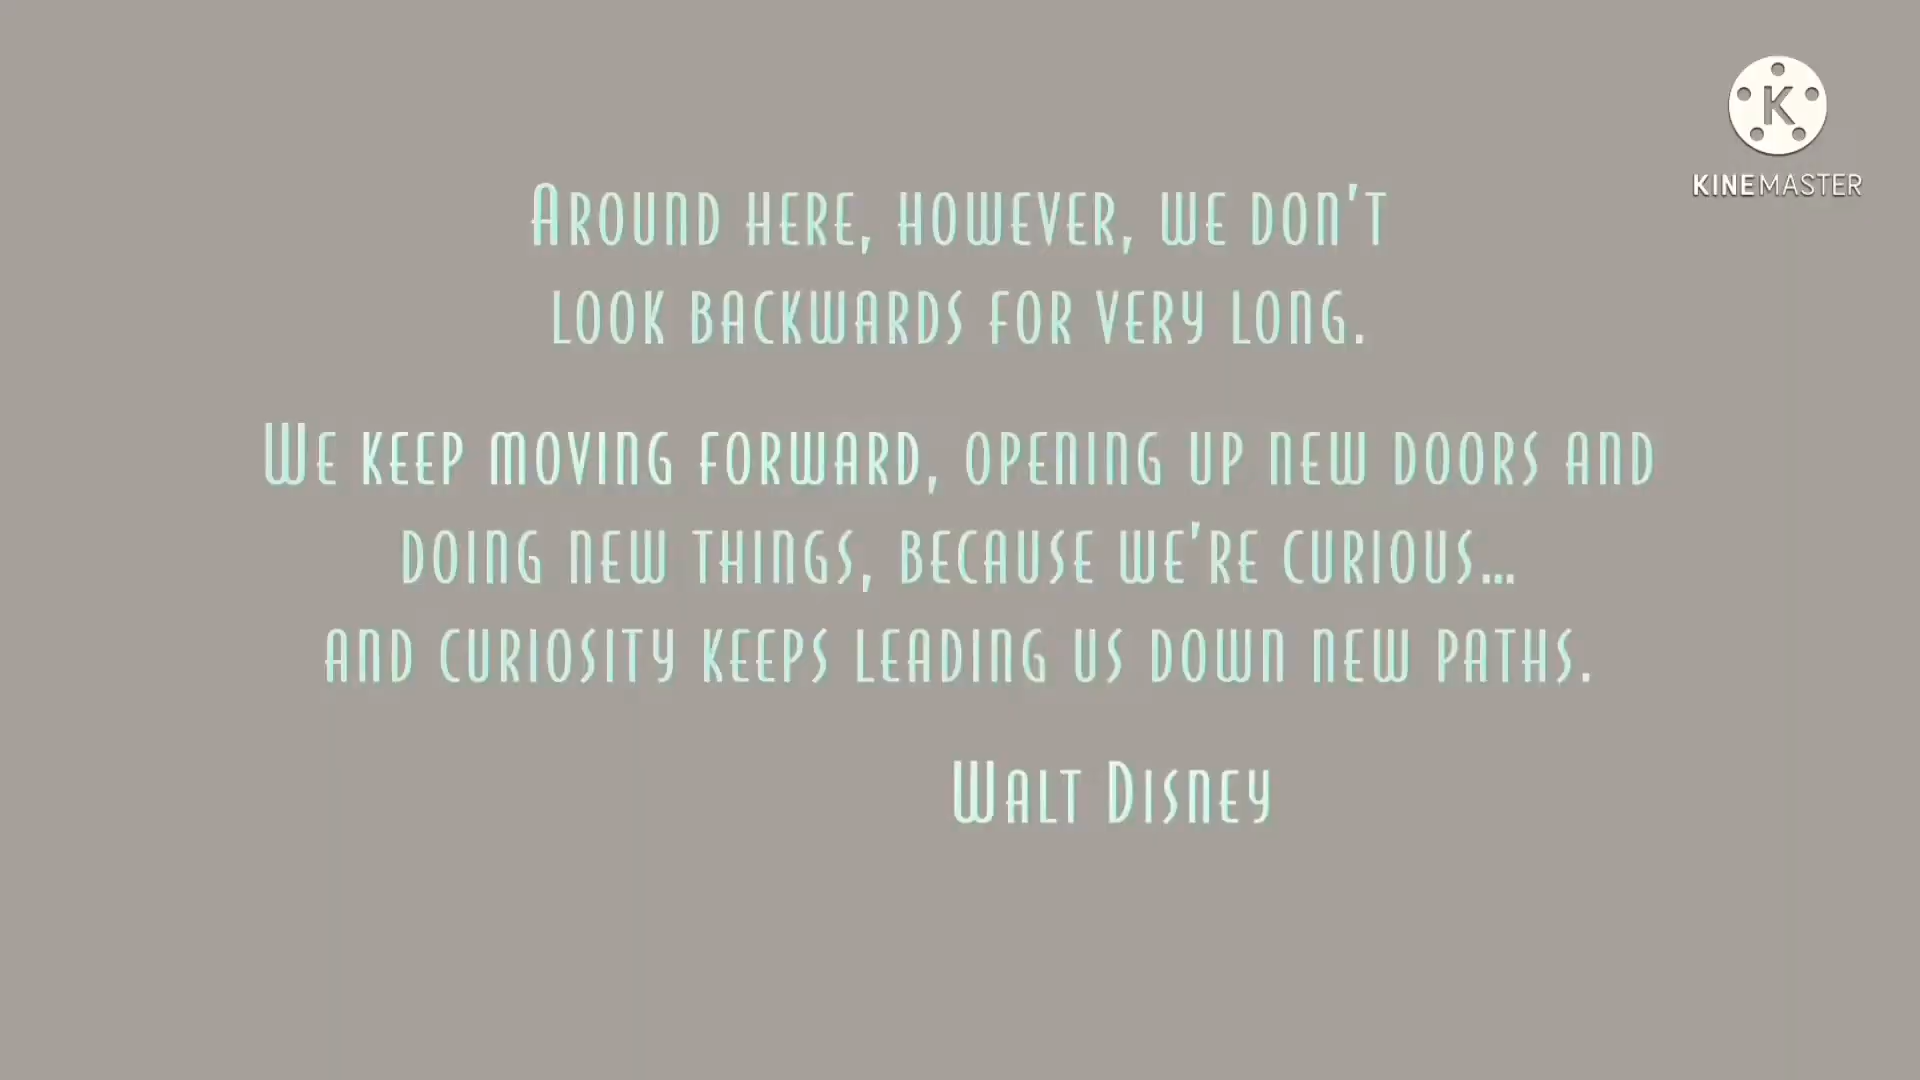 K
KINEMASTER
Around here, however, we don't
look backwards for very long.
We keep moving forward, opening up new doors and
doing new things, because we're curious...
and curiosity keeps leading us down new paths.
Walt Disney